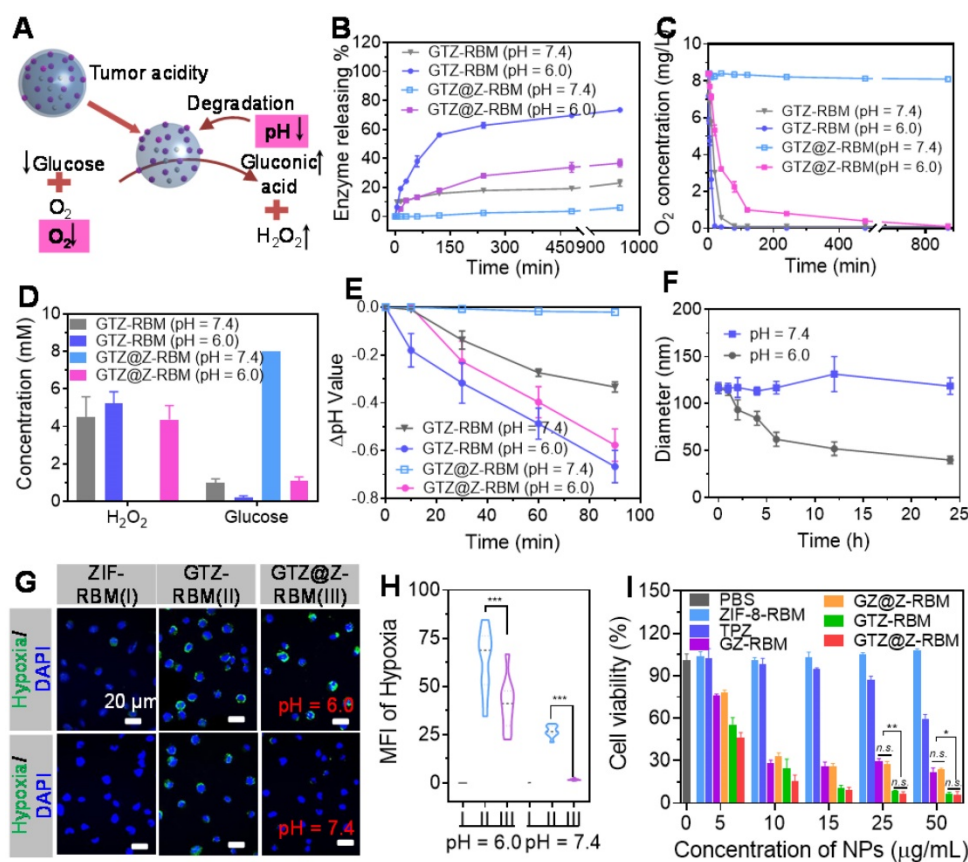 A
Tumor acidity
Degradation
pH ↓
↓Glucose
Gluconic↑
acid
O₂
O₂↓
H₂O₂↑
B
Enzyme releasing %
GTZ-RBM (pH = 7.4)
GTZ-RBM (pH = 6.0)
GTZ@Z-RBM (pH = 7.4)
GTZ@Z-RBM (pH = 6.0)
100
80
60
40
20
0
0 120 240 360 450 900
Time (min)
C
O₂ concentration (mg/L)
GTZ-RBM (pH = 7.4)
GTZ-RBM (pH = 6.0)
GTZ@Z-RBM(pH = 7.4)
GTZ@Z-RBM(pH = 6.0)
10
8
6
4
2
0
0 200 400 800
Time (min)
D
Concentration (mM)
GTZ-RBM (pH = 7.4)
GTZ-RBM (pH = 6.0)
GTZ@Z-RBM (pH = 7.4)
GTZ@Z-RBM (pH = 6.0)
10
8
6
4
2
0
H₂O₂ Glucose
E
ΔpH Value
0.0
-0.2
-0.4
-0.6
-0.8
GTZ-RBM (pH = 7.4)
GTZ-RBM (pH = 6.0)
GTZ@Z-RBM (pH = 7.4)
GTZ@Z-RBM (pH = 6.0)
0 20 40 60 80 100
Time (min)
F
Diameter (nm)
pH = 7.4
pH = 6.0
200
150
100
50
0
0 5 10 15 20 25
Time (h)
G
ZIF-
RBM(I)
GTZ-
RBM(II)
GTZ@Z-
RBM(III)
Hypoxia/
DAPI
20 μm
pH = 6.0
Hypoxia/
DAPI
pH = 7.4
H
MFI of Hypoxia
100
75
50
25
0
***
***
I II III I II III
pH = 6.0 pH = 7.4
I
Cell viability (%)
PBS
ZIF-8-RBM
TPZ
GZ-RBM
GZ@Z-RBM
GTZ-RBM
GTZ@Z-RBM
150
120
90
60
30
0
**
n.s.
n.s.
*
n.s.
n.s.
0 5 10 15 25 50
Concentration of NPs (μg/mL)